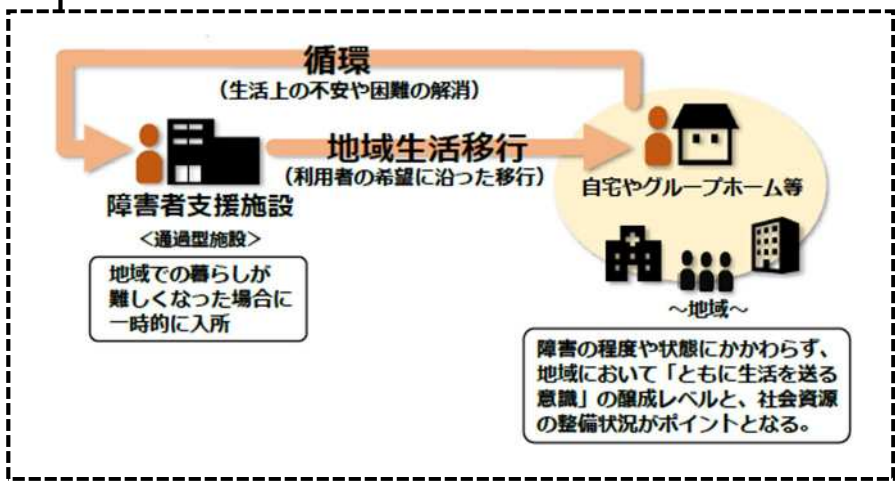 循環
（生活上の不安や困難の解消）
地域生活移行
（利用者の希望に沿った移行）
障害者支援施設
＜通過型施設＞
地域での暮らしが
難しくなった場合に
一時的に入所
自宅やグループホーム等
～地域～
障害の程度や状態にかかわらず、
地域において「ともに生活を送る
意識」の醸成レベルと、社会資源
の整備状況がポイントとなる。